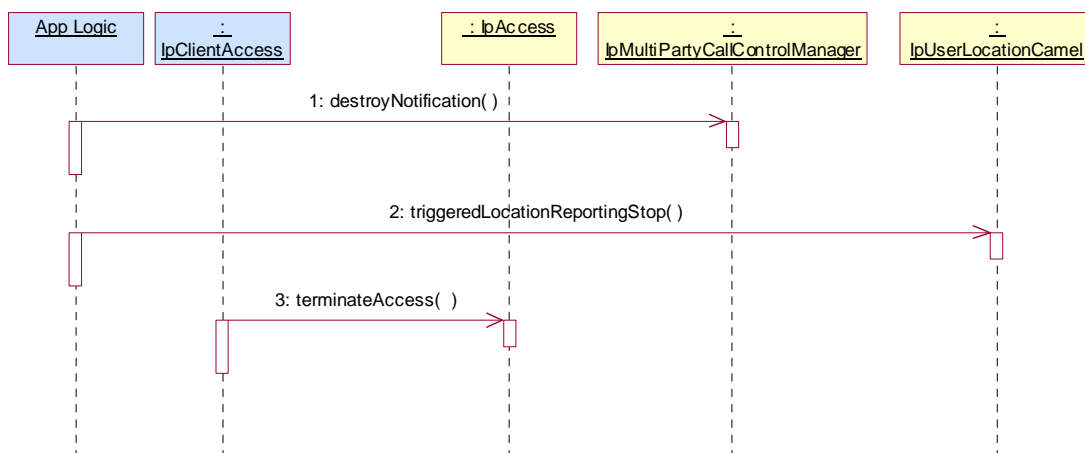 App Logic
:
IpClientAccess
: IpAccess
:
IpMultiPartyCallControlManager
:
IpUserLocationCamel
1: destroyNotification( )
2: triggeredLocationReportingStop( )
3: terminateAccess(  )